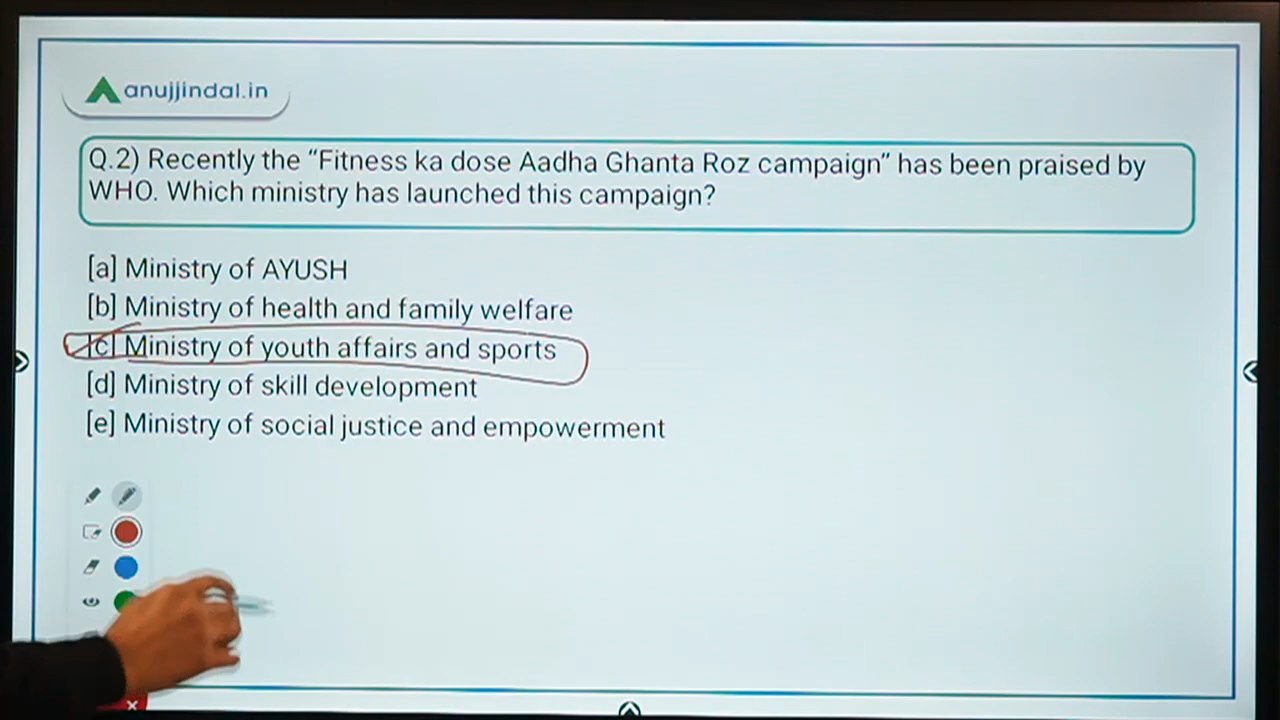 anujjindal.in
Q.2) Recently the “Fitness ka dose Aadha Ghanta Roz campaign” has been praised by
WHO. Which ministry has launched this campaign?
[a] Ministry of AYUSH
[b] Ministry of health and family welfare
[c] Ministry of youth affairs and sports
[d] Ministry of skill development
[e] Ministry of social justice and empowerment